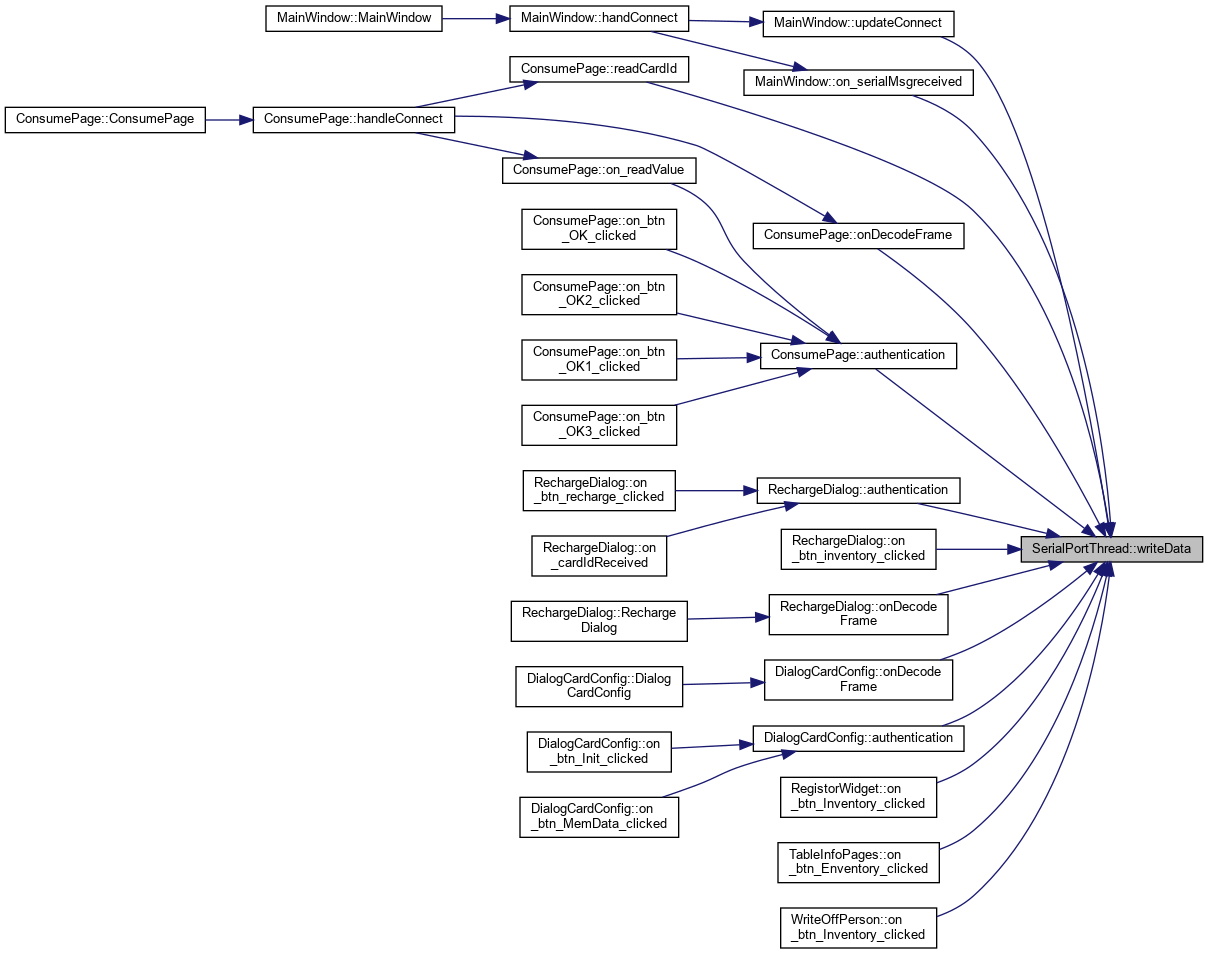 MainWindow::MainWindow
MainWindow::handConnect
MainWindow::updateConnect
ConsumePage::readCardId
MainWindow::on_serialMsgreceived
ConsumePage::ConsumePage
ConsumePage::handleConnect
ConsumePage::on_readValue
ConsumePage::on_btn
_OK_clicked
ConsumePage::onDecodeFrame
ConsumePage::on_btn
_OK2_clicked
ConsumePage::on_btn
_OK1_clicked
ConsumePage::authentication
ConsumePage::on_btn
_OK3_clicked
RechargeDialog::on
_btn_recharge_clicked
RechargeDialog::authentication
RechargeDialog::on
_cardIdReceived
RechargeDialog::on
_btn_inventory_clicked
SerialPortThread::writeData
RechargeDialog::Recharge
Dialog
RechargeDialog::onDecode
Frame
DialogCardConfig::Dialog
CardConfig
DialogCardConfig::onDecode
Frame
DialogCardConfig::on
_btn_Init_clicked
DialogCardConfig::authentication
DialogCardConfig::on
_btn_MemData_clicked
RegistorWidget::on
_btn_Inventory_clicked
TableInfoPages::on
_btn_Enventory_clicked
WriteOffPerson::on
_btn_Inventory_clicked